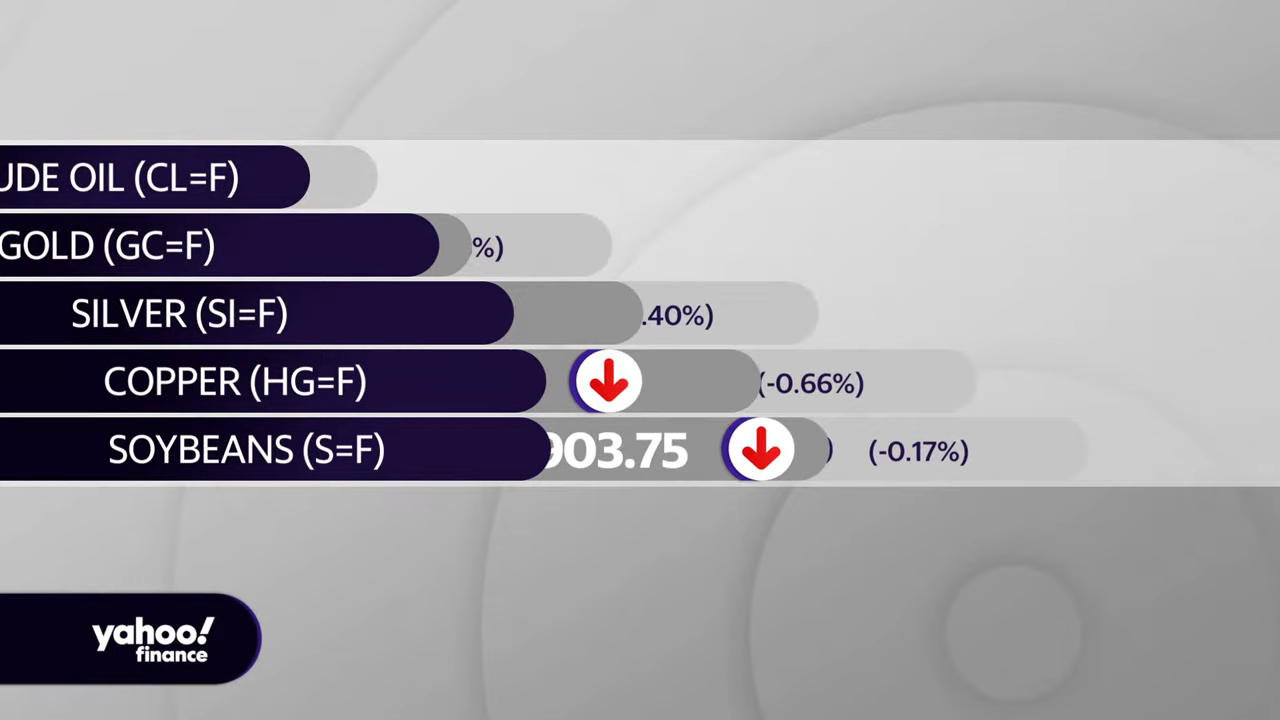 UDE OIL (CL=F)
GOLD (GC=F) %)
SILVER (SI=F) .40%)
COPPER (HG=F) (-0.66%)
SOYBEANS (S=F) 903.75 ) (-0.17%)
yahoo!
finance